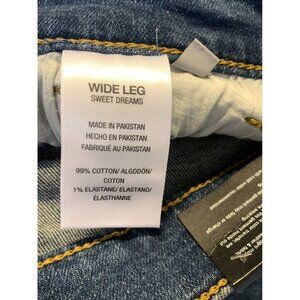 WIDE LEG
SWEET DREAMS
MADE IN PAKISTAN
HECHO EN PAKISTAN
FABRIQUÉ AU PAKISTAN
99% COTTON/ ALGODÓN/
COTON
1% ELASTANE/ ELASTANO/
ÉLASTHANNE